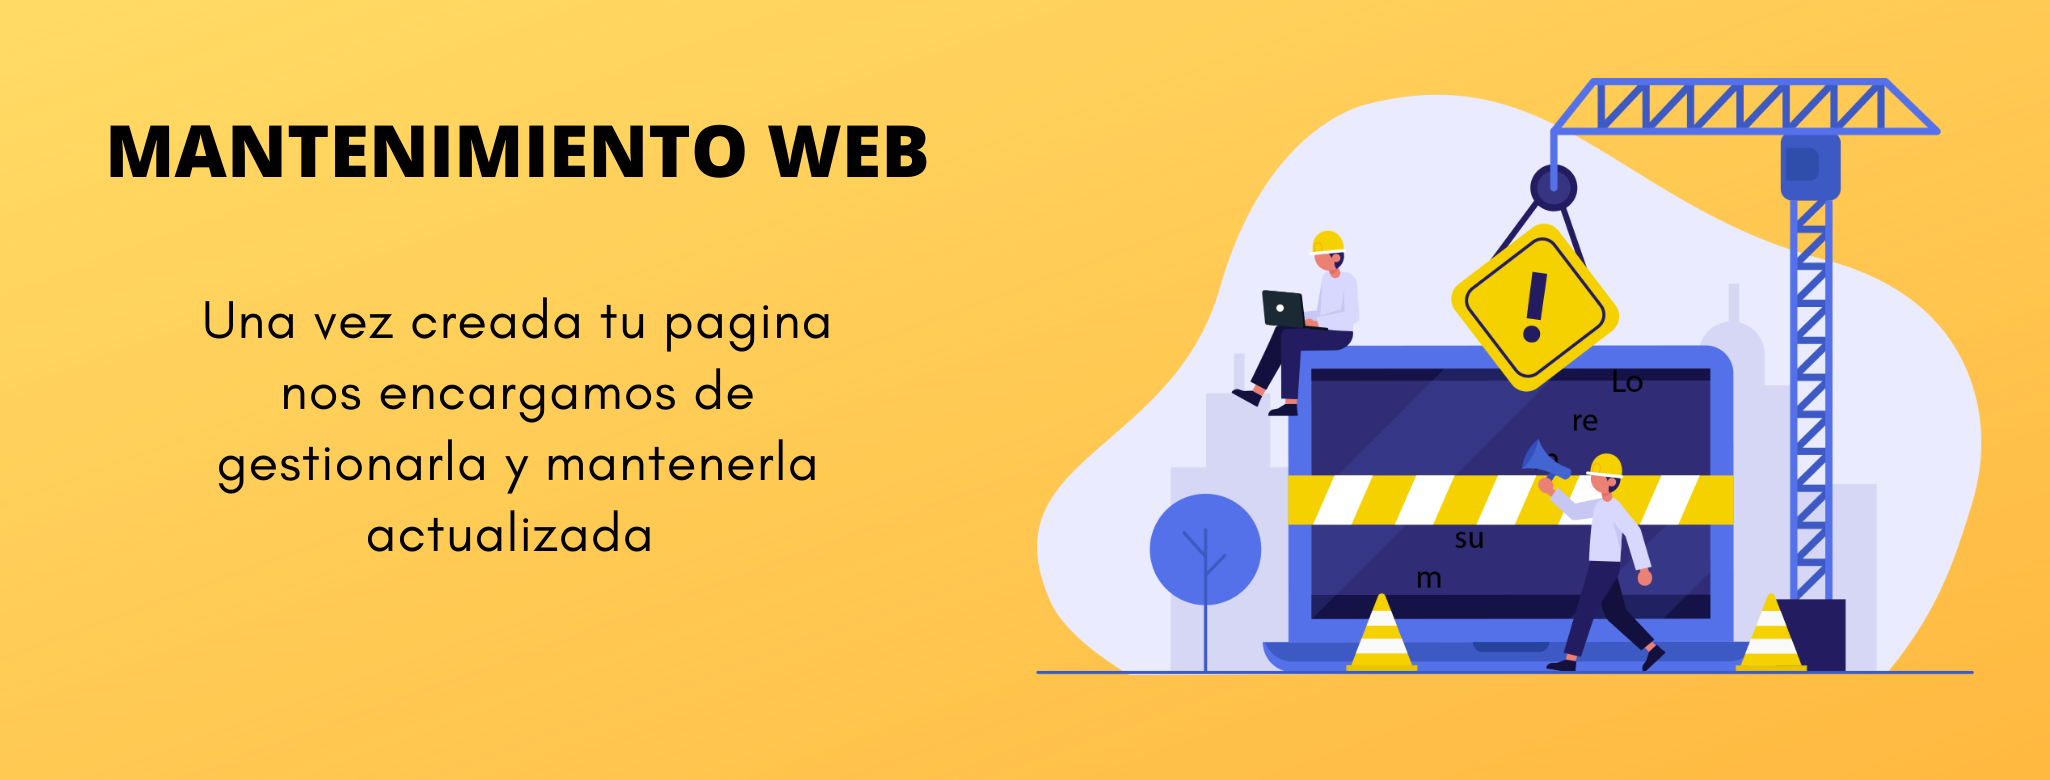 MANTENIMIENTO WEB
Una vez creada tu pagina
nos encargamos de
gestionarla y mantenerla
actualizada
!
Lo
re
su
m